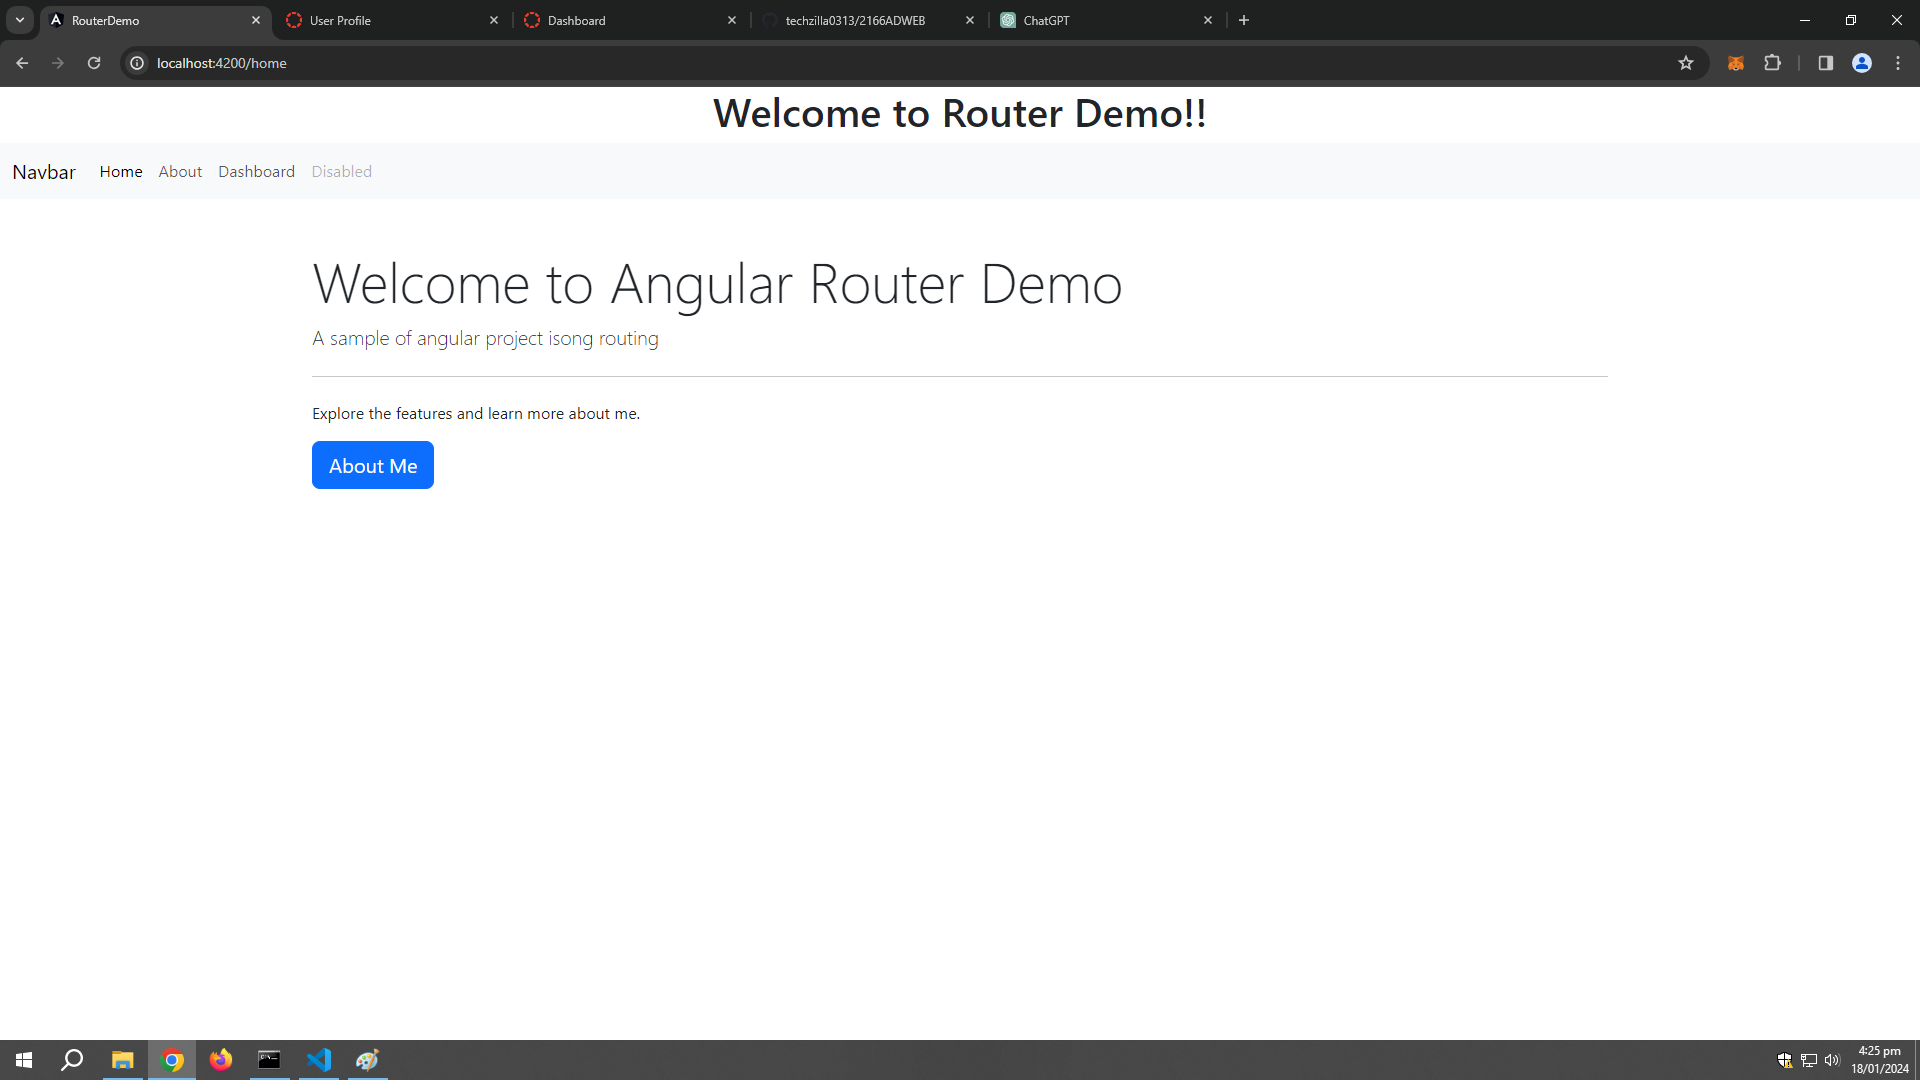 RouterDemo
User Profile
Dashboard
techzilla0313/2166ADWEB
ChatGPT
localhost:4200/home
Welcome to Router Demo!!
Navbar Home About Dashboard Disabled
Welcome to Angular Router Demo
A sample of angular project isong routing
Explore the features and learn more about me.
About Me
4:25 pm
18/01/2024